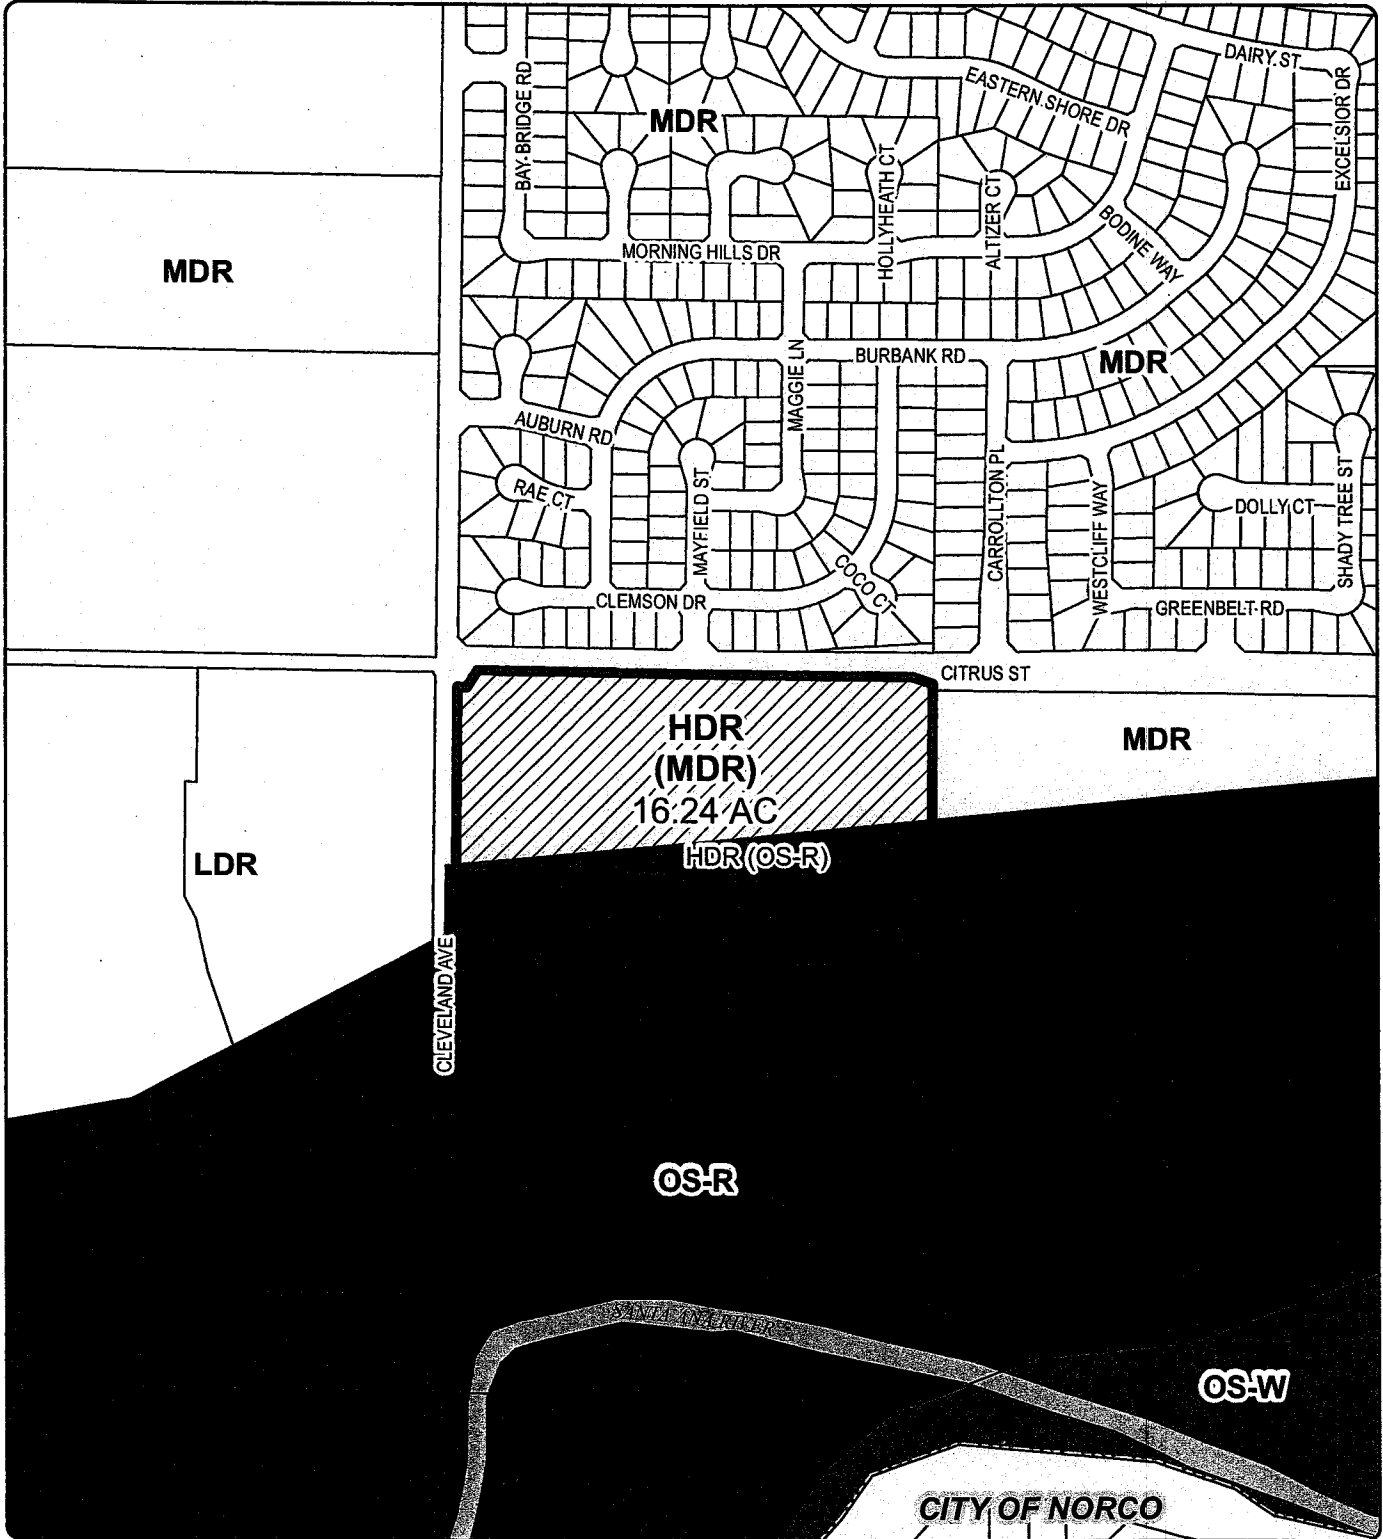 DAIRY ST
EASTERN SHORE DR
EXCELSIOR DR
BAY BRIDGE RD
MDR
HOLLYHEATH CT
ALTIZER CT
BODINE WAY
MORNING HILLS DR
MDR
MAGGIE LN
BURBANK RD
MDR
AUBURN RD
RAE CT
MAYFIELD ST
CARROLLTON PL
WESTCLIFF WAY
DOLLY CT
SHADY TREE ST
COCO CT
CLEMSON DR
GREENBELT RD
CITRUS ST
HDR
(MDR)
16.24 AC
MDR
HDR (OS-R)
LDR
CLEVELAND AVE
OS-R
SANTA ANA RIVER
OS-W
CITY OF NORCO